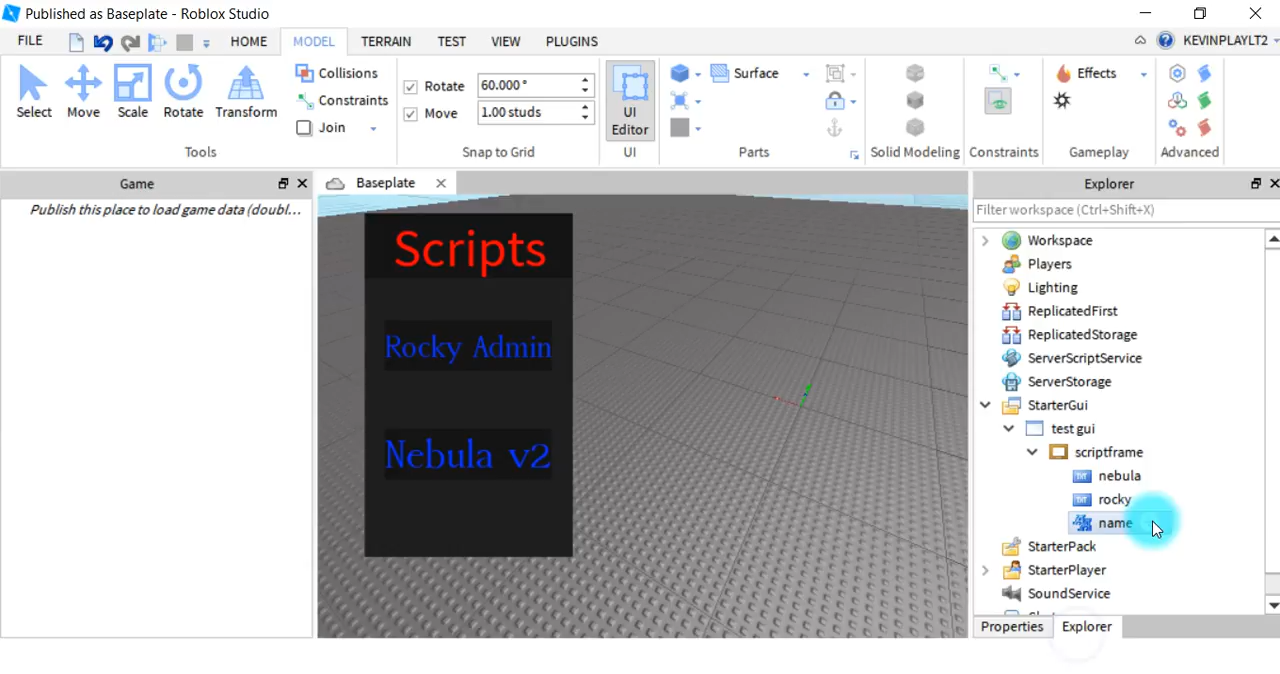 Published as Baseplate - Roblox Studio
FILE HOME MODEL TERRAIN TEST VIEW PLUGINS KEVINPLAYLT2
Select Move Scale Rotate Transform
Collisions
Constraints
Join
Tools
Rotate 60.000°
Move 1.00 studs
Snap to Grid
UI
Editor
UI
Surface
Parts
Solid Modeling
Constraints
Effects
Gameplay
Advanced
Game
Publish this place to load game data (doubl...
Baseplate
Scripts
Rocky Admin
Nebula v2
Explorer
Filter workspace (Ctrl+Shift+X)
Workspace
Players
Lighting
ReplicatedFirst
ReplicatedStorage
ServerScriptService
ServerStorage
StarterGui
test gui
scriptframe
nebula
TXT rocky
name
StarterPack
StarterPlayer
SoundService
Properties Explorer